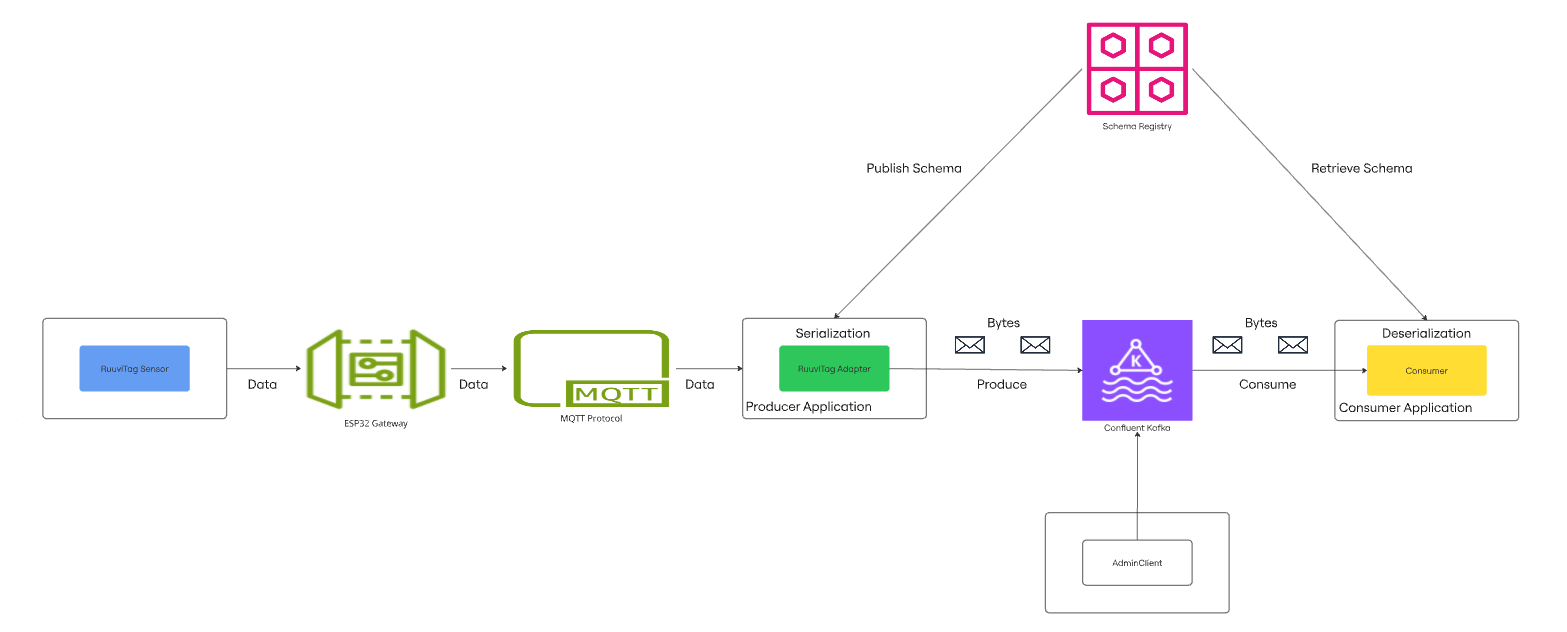 Schema Registry
Publish Schema
Retrieve Schema
RuuviTag Sensor
Data
ESP32 Gateway
Data
MQTT
MQTT Protocol
Data
Serialization
RuuviTag Adapter
Producer Application
Bytes
Produce
K
Confluent Kafka
Bytes
Consume
Deserialization
Consumer
Consumer Application
AdminClient